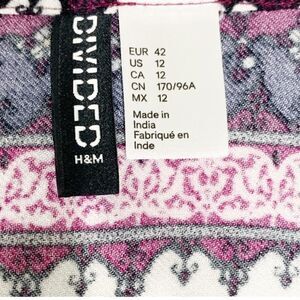 DIVIDED
H&M
EUR 42
US 12
CA 12
CN 170/96A
MX 12
Made in
India
Fabriqué en
Inde